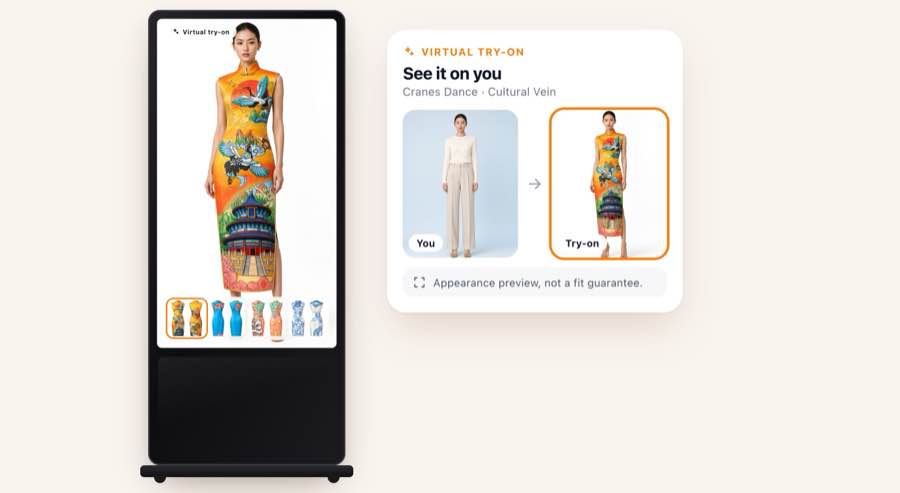 Virtual try-on
VIRTUAL TRY-ON
See it on you
Cranes Dance · Cultural Vein
You
Try-on
Appearance preview, not a fit guarantee.